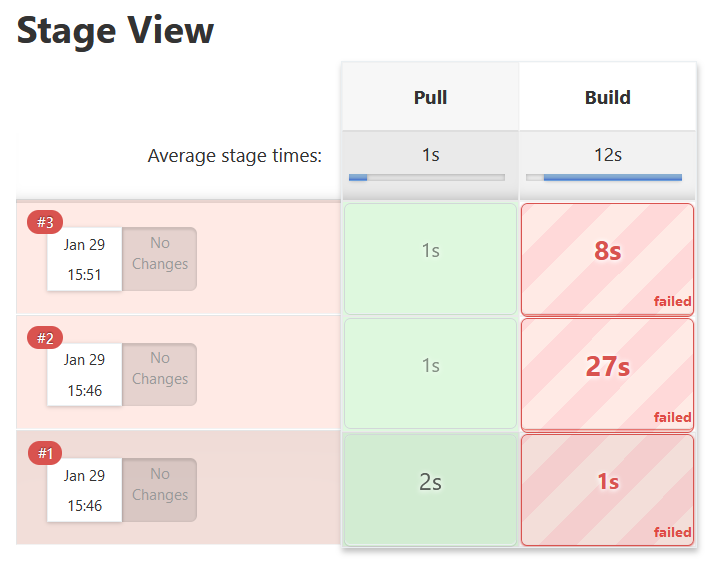 Stage View
Pull Build
Average stage times: 1s 12s
#3
Jan 29
15:51
No
Changes
1s
8s
failed
#2
Jan 29
15:46
No
Changes
1s
27s
failed
#1
Jan 29
15:46
No
Changes
2s
1s
failed